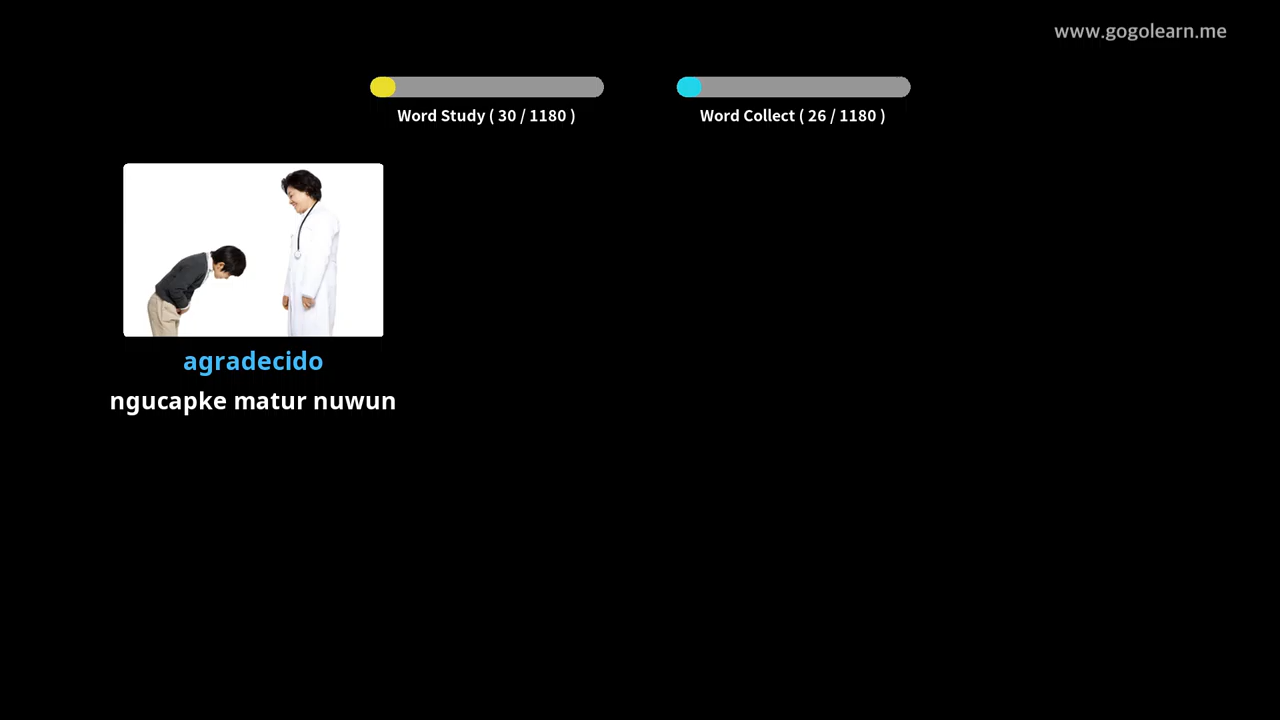 www.gogolearn.me
Word Study ( 30 / 1180 )
Word Collect ( 26 / 1180 )
agradecido
ngucapke matur nuwun